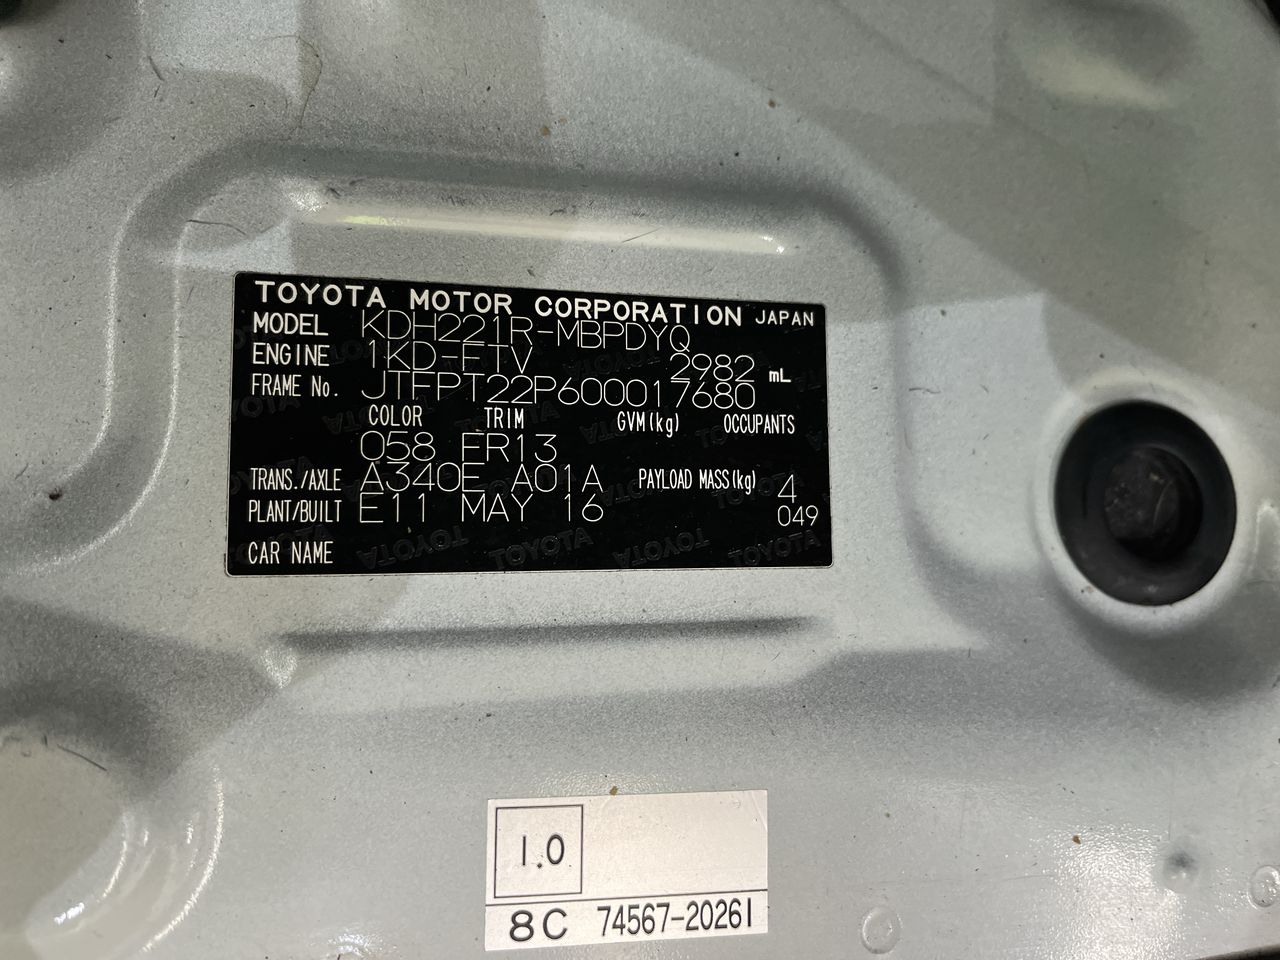 TOYOTA MOTOR CORPORATION JAPAN
MODEL KDH221R-MBPDYQ
ENGINE 1KD-FTV 2982 mL
FRAME No. JTFPT22P600017680
COLOR TRIM GVM(kg) OCCUPANTS
058 FR13
TRANS./AXLE A340E A01A PAYLOAD MASS(kg) 4
PLANT/BUILT E11 MAY 16 049
CAR NAME
1.0
8C 74567-20261